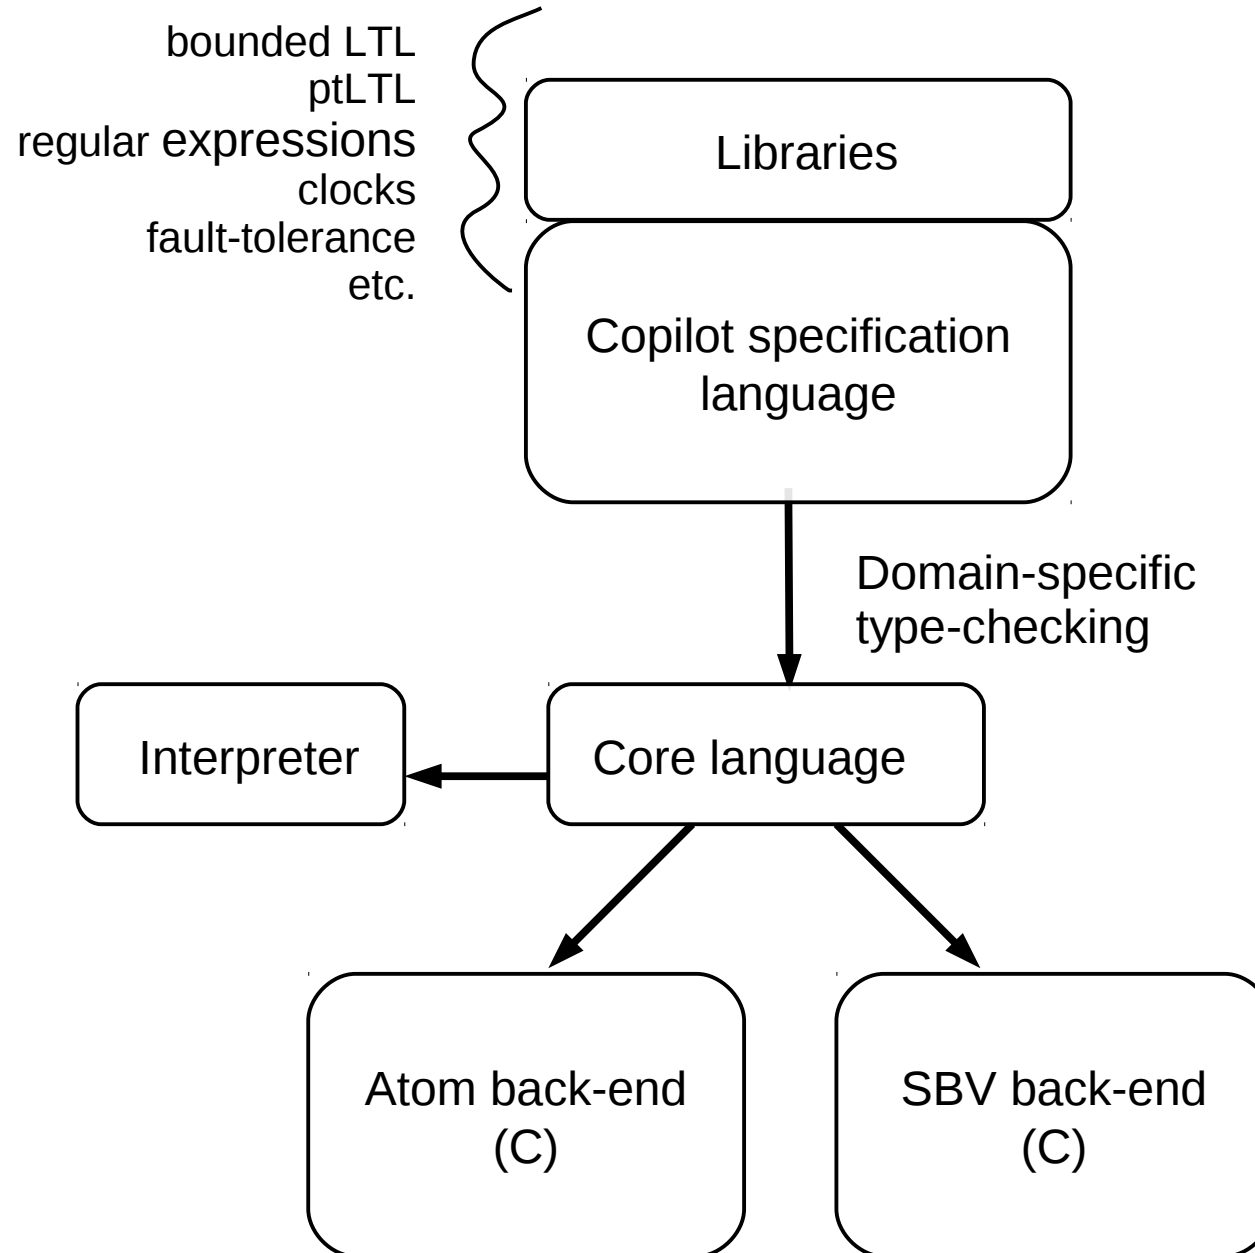 bounded LTL
ptLTL
regular expressions
clocks
fault-tolerance
etc.
Libraries
Copilot specification
language
Domain-specific
type-checking
Interpreter
Core language
Atom back-end
(C)
SBV back-end
(C)